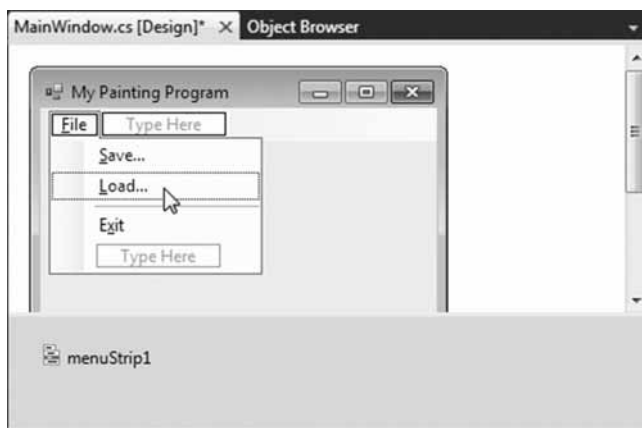 MainWindow.cs [Design]* Object Browser
My Painting Program
File Type Here
Save...
Load...
Exit
Type Here
menuStrip1